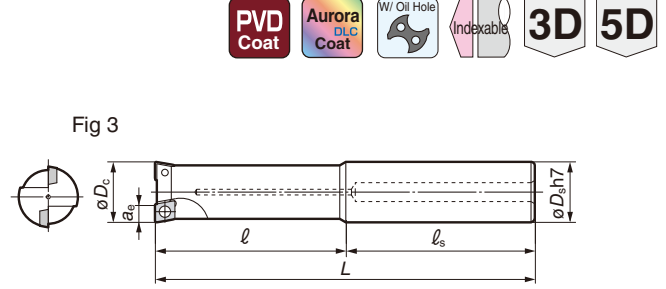 PVD
Coat
Aurora
DLC
Coat
W/ Oil Hole
Indexable
3D
5D
Fig 3
øDc
ae
øDsh7
ℓ
ℓs
L